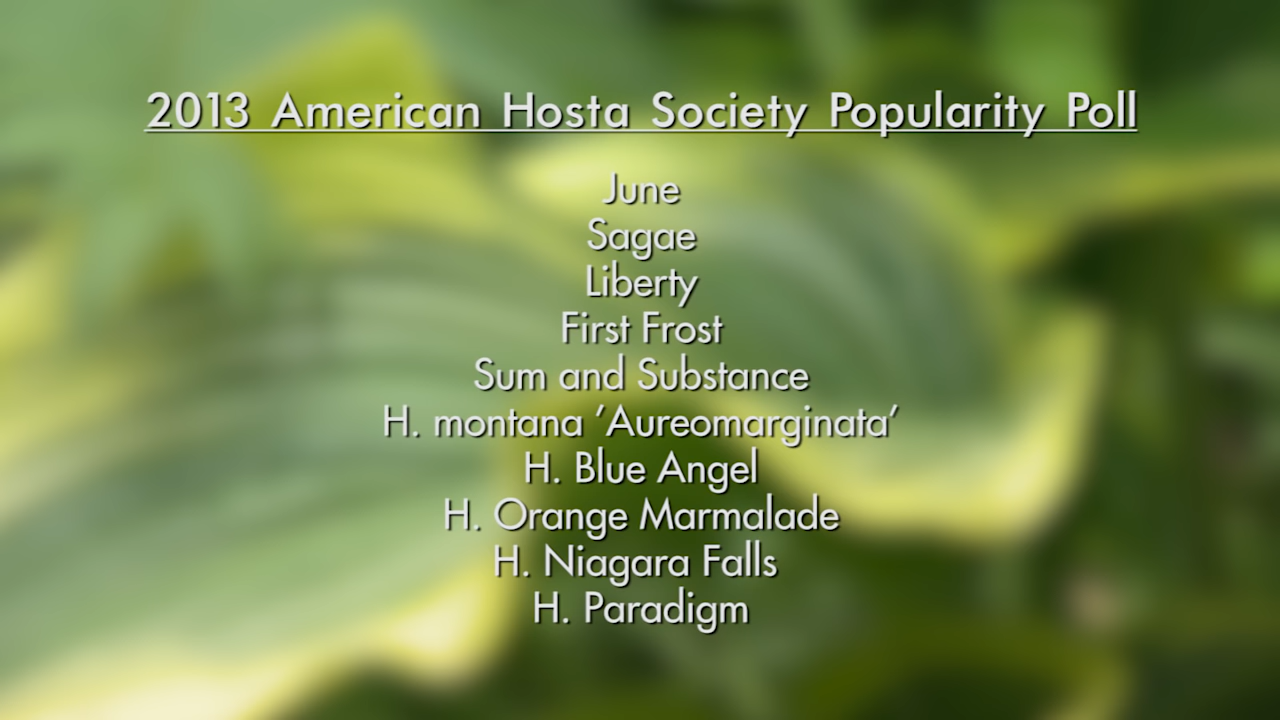 2013 American Hosta Society Popularity Poll
June
Sagae
Liberty
First Frost
Sum and Substance
H. montana ’Aureomarginata’
H. Blue Angel
H. Orange Marmalade
H. Niagara Falls
H. Paradigm